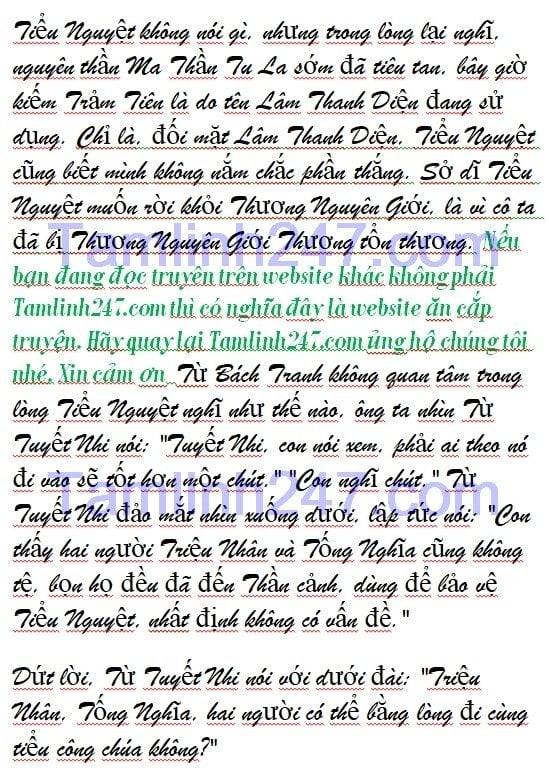 Tiểu Nguyệt không nói gì, nhưng trong lòng lại nghĩ,
nguyên thần Ma Thần Tu La sớm đã tiêu tan, bây giờ
kiếm Trảm Tiên là do tên Lâm Thanh Diện đang sử
dụng. Chỉ là, đối mặt Lâm Thanh Diện, Tiểu Nguyệt
cũng biết mình không nắm chắc phần thắng. Sở dĩ Tiểu
Nguyệt muốn rời khỏi Thương Nguyên Giới, là vì cô ta
đã bị Thương Nguyên Giới Thương tổn thương. Nếu
Tamlinh247.com
bạn đang đọc truyện trên website khác không phải
Tamlinh247.com thì có nghĩa đây là website ăn cắp
truyện. Hãy quay lại Tamlinh247.com ủng hộ chúng tôi
nhé. Xin cảm ơn Từ Bách Tranh không quan tâm trong
lòng Tiểu Nguyệt nghĩ như thế nào, ông ta nhìn Từ
Tuyết Nhi nói: "Tuyết Nhi, con nói xem, phải ai theo nó
đi vào sẽ tốt hơn một chút." "Con nghĩ chút." Từ
Tamlinh247.com
Tuyết Nhi đảo mắt nhìn xuống dưới, lập tức nói: "Con
thấy hai người Triệu Nhân và Tống Nghĩa cũng không
tệ, bọn họ đều đã đến Thần cảnh, dùng để bảo vệ
Tiểu Nguyệt, nhất định không có vấn đề."
Dứt lời, Từ Tuyết Nhi nói với dưới đài: "Triệu
Nhân, Tống Nghĩa, hai người có thể bằng lòng đi cùng
tiểu công chúa không?"